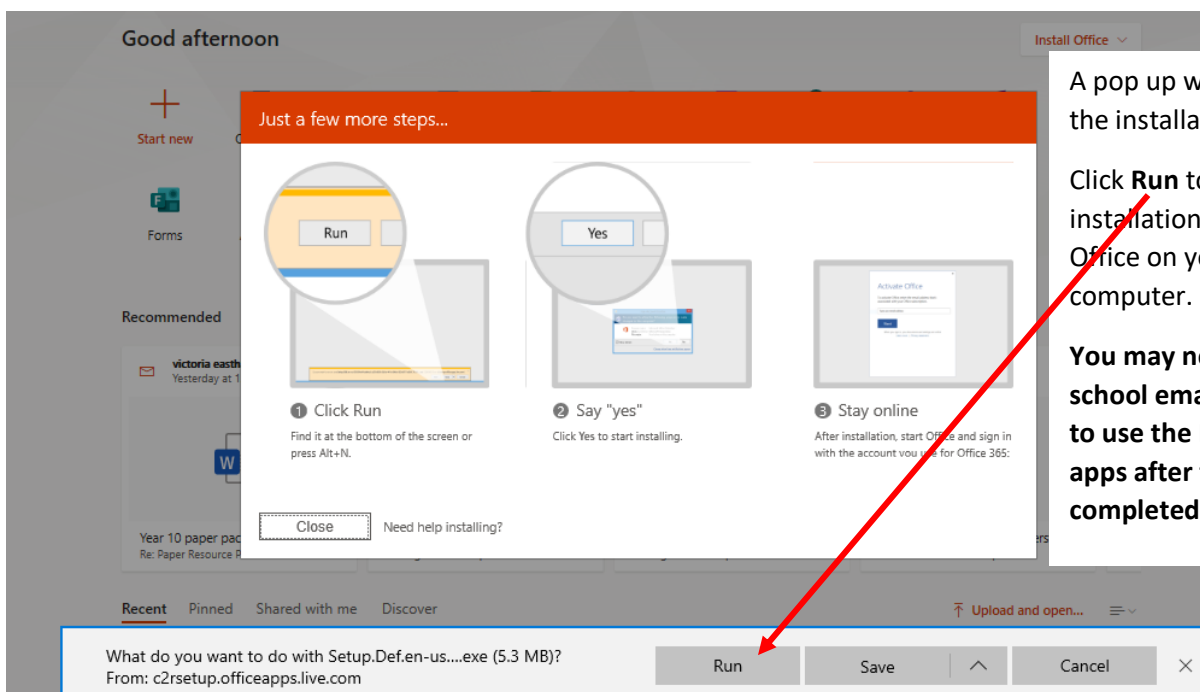 Good afternoon
Install Office
Start new
Forms
Recommended
victoria easth
Yesterday at 1
W
Year 10 paper pac
Re: Paper Resource P
Just a few more steps...
Run
Yes
Activate Office
1 Click Run
Find it at the bottom of the screen or
press Alt+N.
2 Say "yes"
Click Yes to start installing.
3 Stay online
After installation, start Office and sign in
with the account you use for Office 365:
Close
Need help installing?
A pop up w
the installa
Click Run to
installation
Office on yo
computer.
You may ne
school ema
to use the
apps after
completed
Recent Pinned Shared with me Discover
Upload and open...
What do you want to do with Setup.Def.en-us....exe (5.3 MB)?
From: c2rsetup.officeapps.live.com
Run
Save
Cancel